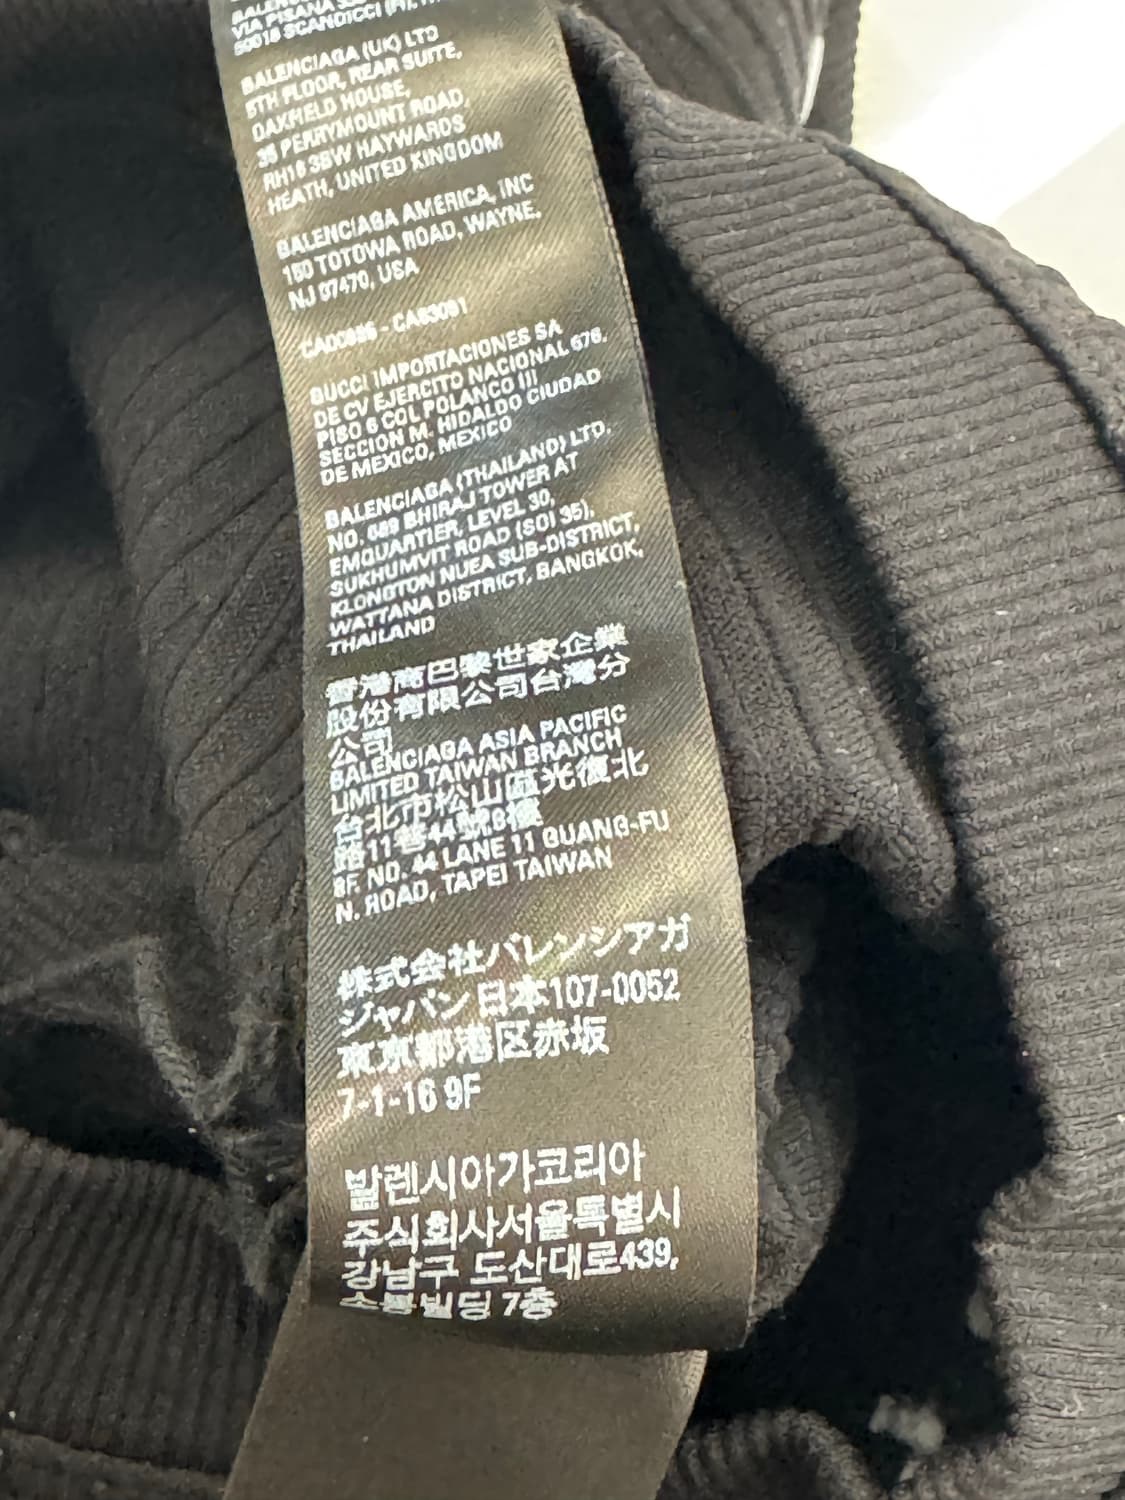 VIA PISANA
50018 SCANDICCI (FI),
BALENCIAGA (UK) LTD
5TH FLOOR, REAR SUITE,
OAKFIELD HOUSE,
35 PERRYMOUNT ROAD,
RH16 3BW HAYWARDS
HEATH, UNITED KINGDOM
BALENCIAGA AMERICA, INC
150 TOTOWA ROAD, WAYNE,
NJ 07470, USA
- CA53091
GUCCI IMPORTACIONES SA
DE CV EJERCITO NACIONAL 676,
PISO 6 COL POLANCO III
SECCION M. HIDALDO CIUDAD
DE MEXICO, MEXICO
BALENCIAGA (THAILAND) LTD.
NO. 689 BHIRAJ TOWER AT
EMQUARTIER, LEVEL 30,
SUKHUMVIT ROAD (SOI 35),
KLONGTON NUEA SUB-DISTRICT,
WATTANA DISTRICT, BANGKOK,
THAILAND
香港商巴黎世家企業
股份有限公司台灣分
公司
BALENCIAGA ASIA PACIFIC
LIMITED TAIWAN BRANCH
台北市松山區光復北
路11巷44號8樓
8F. NO. 44 LANE 11 GUANG-FU
N. ROAD, TAPEI TAIWAN
株式会社バレンシアガ
ジャパン 日本107-0052
東京都港区赤坂
7-1-16 9F
발렌시아가코리아
주식회사서울특별시
강남구 도산대로439,
빌딩 7층